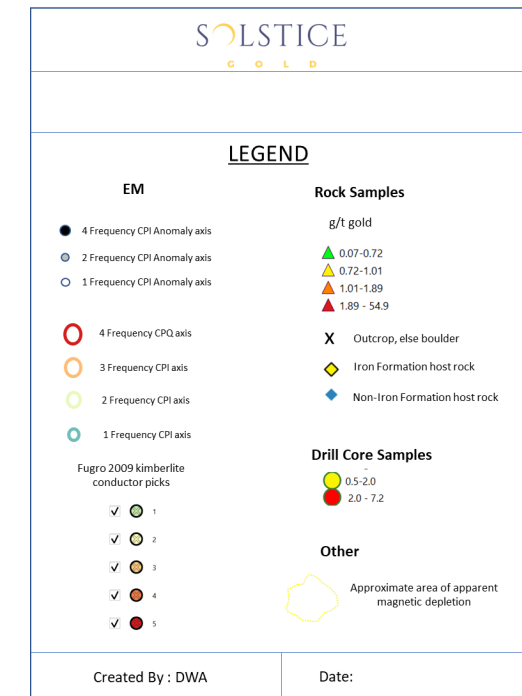 SOLSTICE
GOLD
LEGEND
EM
4 Frequency CPI Anomaly axis
2 Frequency CPI Anomaly axis
1 Frequency CPI Anomaly axis
4 Frequency CPQ axis
3 Frequency CPI axis
2 Frequency CPI axis
1 Frequency CPI axis
Fugro 2009 kimberlite
conductor picks
1
2
3
4
5
Rock Samples
g/t gold
0.07-0.72
0.72-1.01
1.01-1.89
1.89 - 54.9
X Outcrop, else boulder
Iron Formation host rock
Non-Iron Formation host rock
Drill Core Samples
0.5-2.0
2.0 - 7.2
Other
Approximate area of apparent
magnetic depletion
Created By : DWA
Date: